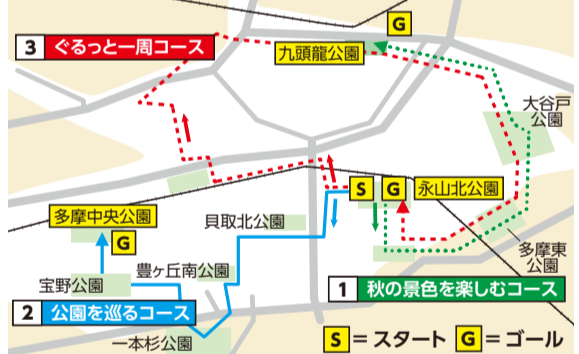 G
3 ぐるっと一周コース
九頭龍公園
大谷戸
公園
S G 永山北公園
多摩中央公園
G
貝取北公園
多摩東
公園
豊ヶ丘南公園
宝野公園
1 秋の景色を楽しむコース
2 公園を巡るコース
一本杉公園
S=スタート G=ゴール